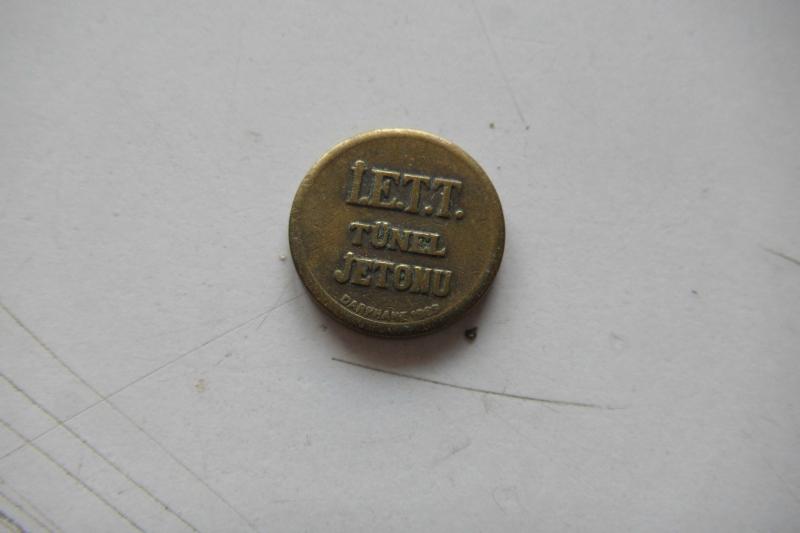 İ.E.T.T.
TÜNEL
JETONU
DARPHANE